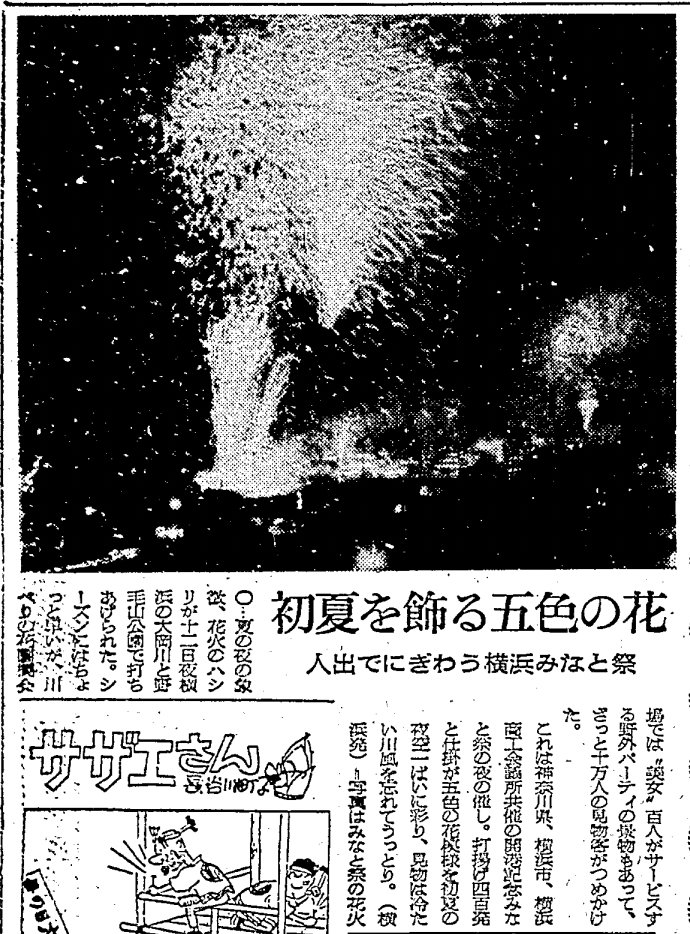 初夏を飾る五色の花
人出でにぎわう横浜みなと祭
○…夏の夜の象
徴、花火のハシ
リが十二日夜横
浜の大岡川と野
毛山公園で打ち
あげられた。シ
ーズンにはちょ
っと早いが、川
べりの花園
場では〝美女〟百人がサービスす
る野外パーティの景物もあって、
ざっと十万人の見物客がつめかけ
た。
これは神奈川県、横浜市、横浜
商工会議所共催の開港記念みな
と祭の夜の催し。打揚げ四百発
と仕掛が五色の花模様を初夏の
夜空一ぱいに彩り、見物は冷た
い川風を忘れてうっとり。(横
浜発)=写真はみなと祭の花火
サザエさん
長谷川町子